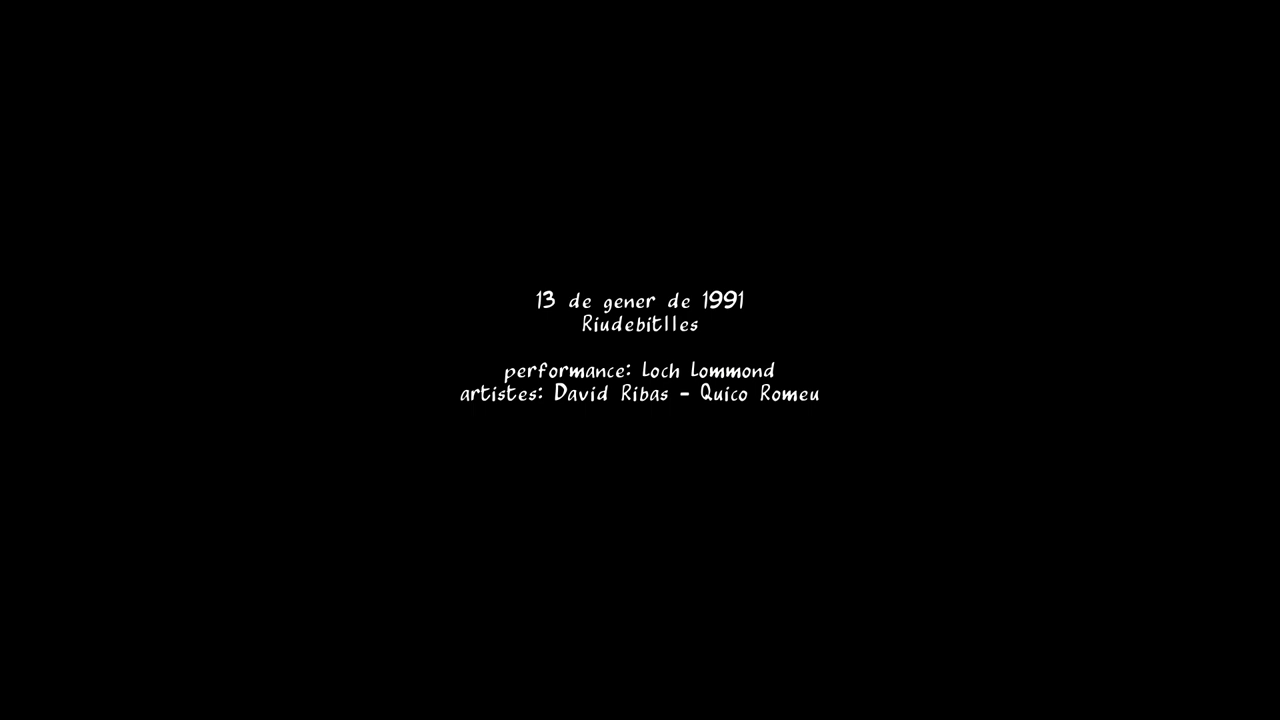 13 de gener de 1991
Riudebitlles
performance: Loch Lommond
artistes: David Ribas - Quico Romeu